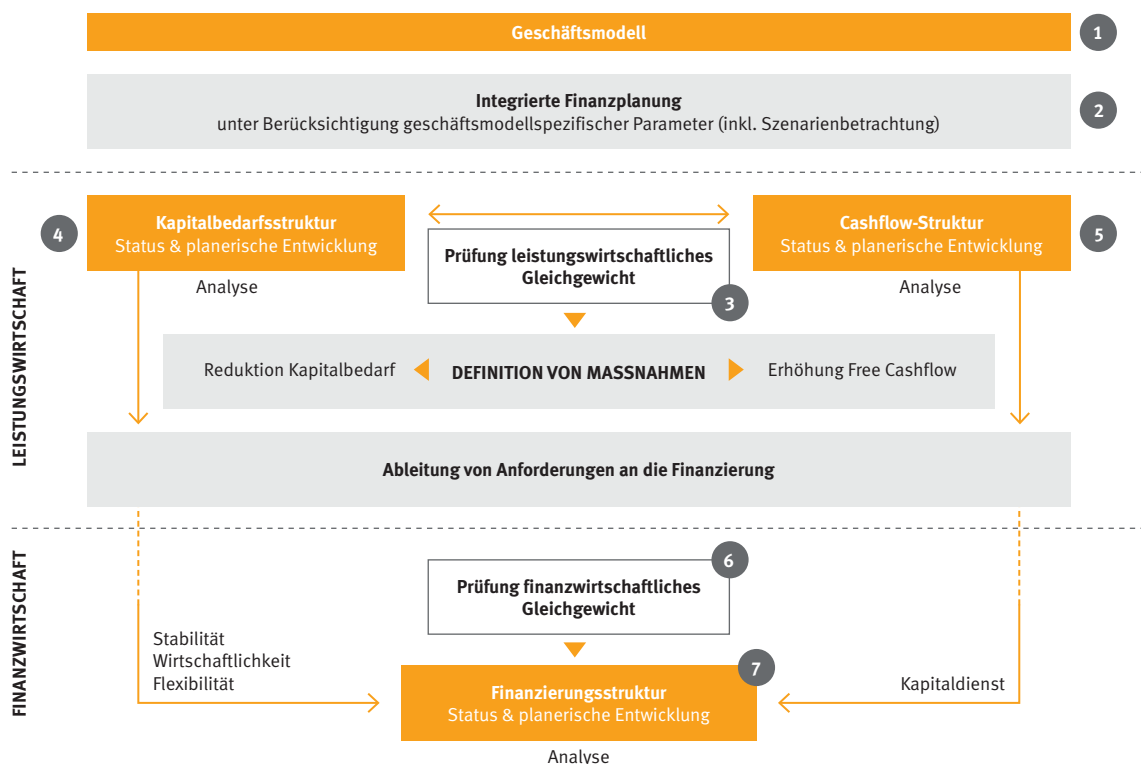 Geschäftsmodell
1
Integrierte Finanzplanung
unter Berücksichtigung geschäftsmodellspezifischer Parameter (inkl. Szenarienbetrachtung)
2
LEISTUNGSWIRTSCHAFT
4
Kapitalbedarfsstruktur
Status & planerische Entwicklung
Analyse
Prüfung leistungswirtschaftliches
Gleichgewicht
3
Cashflow-Struktur
Status & planerische Entwicklung
5
Analyse
Reduktion Kapitalbedarf
DEFINITION VON MASSNAHMEN
Erhöhung Free Cashflow
Ableitung von Anforderungen an die Finanzierung
FINANZWIRTSCHAFT
6
Prüfung finanzwirtschaftliches
Gleichgewicht
Stabilität
Wirtschaftlichkeit
Flexibilität
7
Finanzierungsstruktur
Status & planerische Entwicklung
Kapitaldienst
Analyse